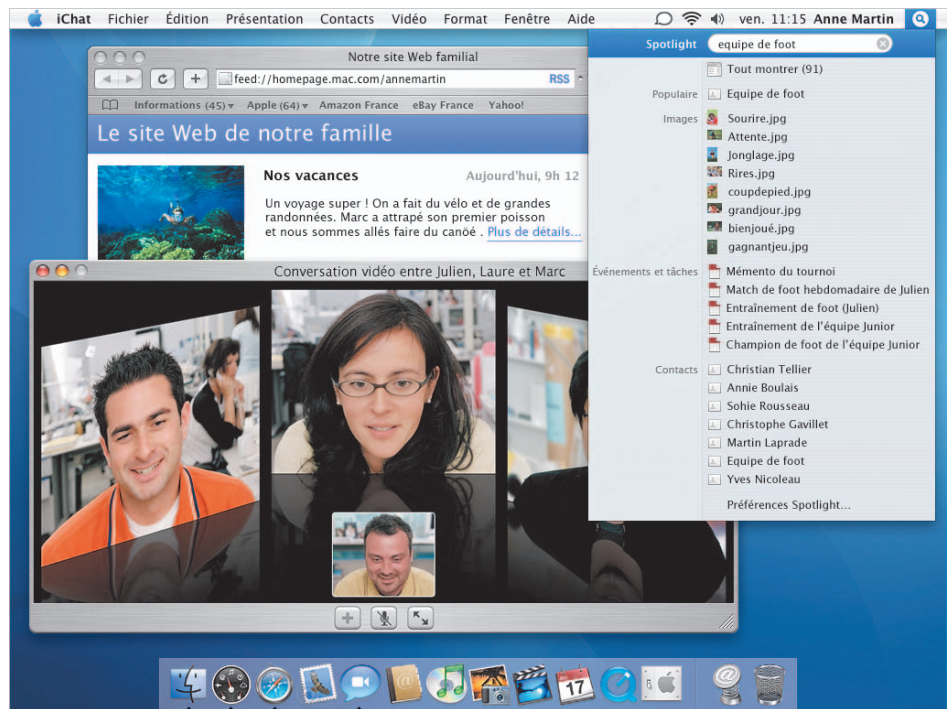 iChat Fichier Édition Présentation Contacts Vidéo Format Fenêtre Aide ven. 11:15 Anne Martin
Spotlight equipe de foot
Tout montrer (91)
Populaire Equipe de foot
Images Sourire.jpg
Attente.jpg
Jonglage.jpg
Rires.jpg
coupdepied.jpg
grandjour.jpg
bienjoué.jpg
gagnantjeu.jpg
Événements et tâches Mémento du tournoi
Match de foot hebdomadaire de Julien
Entraînement de foot (Julien)
Entraînement de l'équipe Junior
Champion de foot de l'équipe Junior
Contacts Christian Tellier
Annie Boulais
Sohie Rousseau
Christophe Gavillet
Martin Laprade
Equipe de foot
Yves Nicoleau
Préférences Spotlight...
Notre site Web familial
feed://homepage.mac.com/annemartin RSS
Informations (45) Apple (64) Amazon France eBay France Yahoo!
Le site Web de notre famille
Nos vacances Aujourd'hui, 9h 12
Un voyage super ! On a fait du vélo et de grandes
randonnées. Marc a attrapé son premier poisson
et nous sommes allés faire du canöé . Plus de détails...
Conversation vidéo entre Julien, Laure et Marc
17